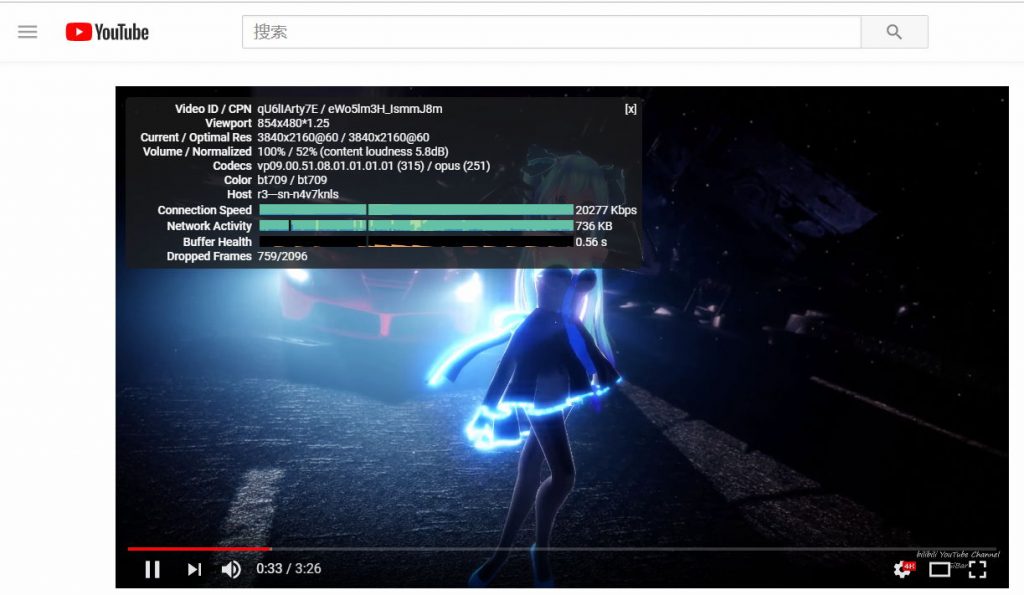 YouTube
搜索
Video ID / CPN qU6lIArty7E / eWo5lm3H_IsmmJ8m
[x]
Viewport 854x480*1.25
Current / Optimal Res 3840x2160@60 / 3840x2160@60
Volume / Normalized 100% / 52% (content loudness 5.8dB)
Codecs vp09.00.51.08.01.01.01.01 (315) / opus (251)
Color bt709 / bt709
Host r3---sn-n4v7knls
Connection Speed 20277 Kbps
Network Activity 736 KB
Buffer Health 0.56 s
Dropped Frames 759/2096
bilibili YouTube Channel
0:33 / 3:26
4K